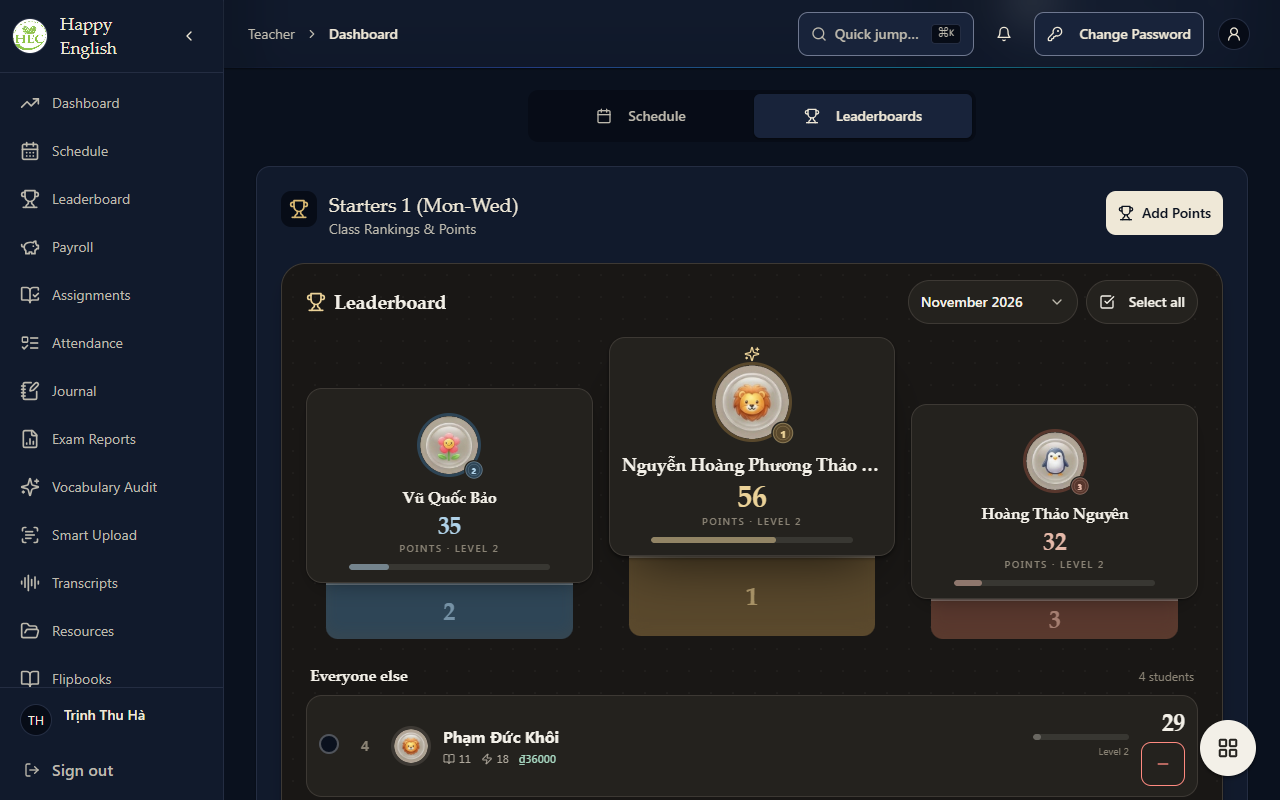 HEC
Happy
English
Dashboard
Schedule
Leaderboard
Payroll
Assignments
Attendance
Journal
Exam Reports
Vocabulary Audit
Smart Upload
Transcripts
Resources
Flipbooks
TH Trịnh Thu Hà
Sign out
Teacher > Dashboard
Quick jump... ⌘K
Change Password
Schedule
Leaderboards
Starters 1 (Mon-Wed)
Class Rankings & Points
Add Points
Leaderboard
November 2026
Select all
2
Vũ Quốc Bảo
35
POINTS · LEVEL 2
2
1
Nguyễn Hoàng Phương Thảo ...
56
POINTS · LEVEL 2
1
3
Hoàng Thảo Nguyên
32
POINTS · LEVEL 2
3
Everyone else
4 students
4
Phạm Đức Khôi
11 18 ₫36000
29
Level 2